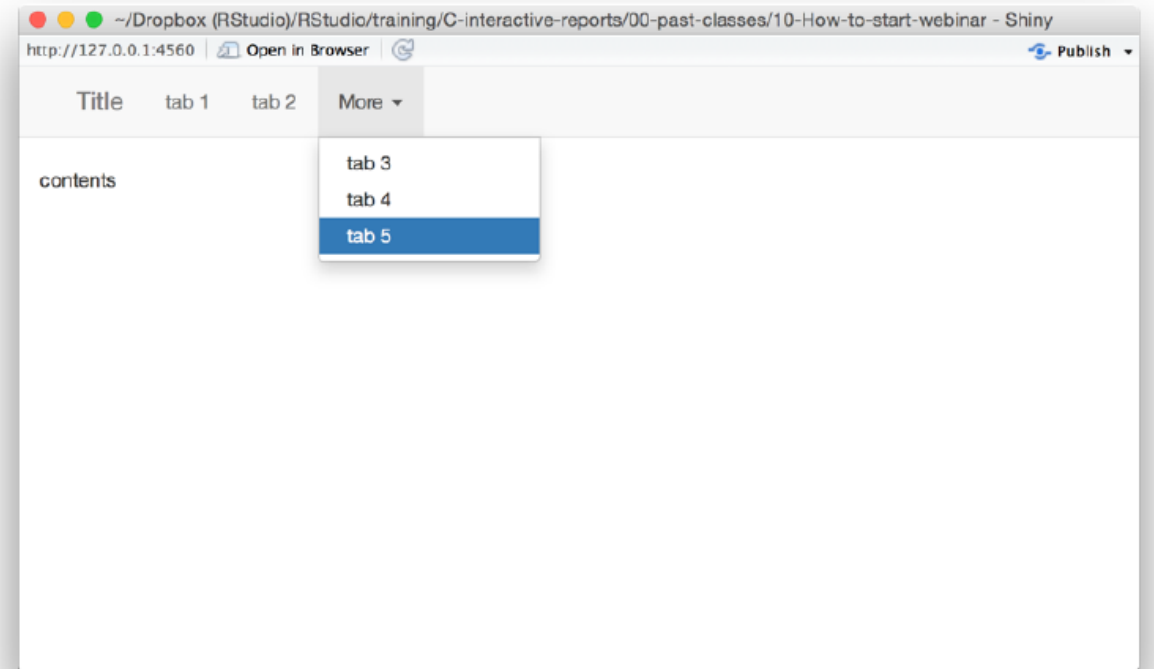 ~/Dropbox (RStudio)/RStudio/training/C-interactive-reports/00-past-classes/10-How-to-start-webinar - Shiny
http://127.0.0.1:4560 Open in Browser Publish
Title tab 1 tab 2 More
tab 3
contents
tab 4
tab 5